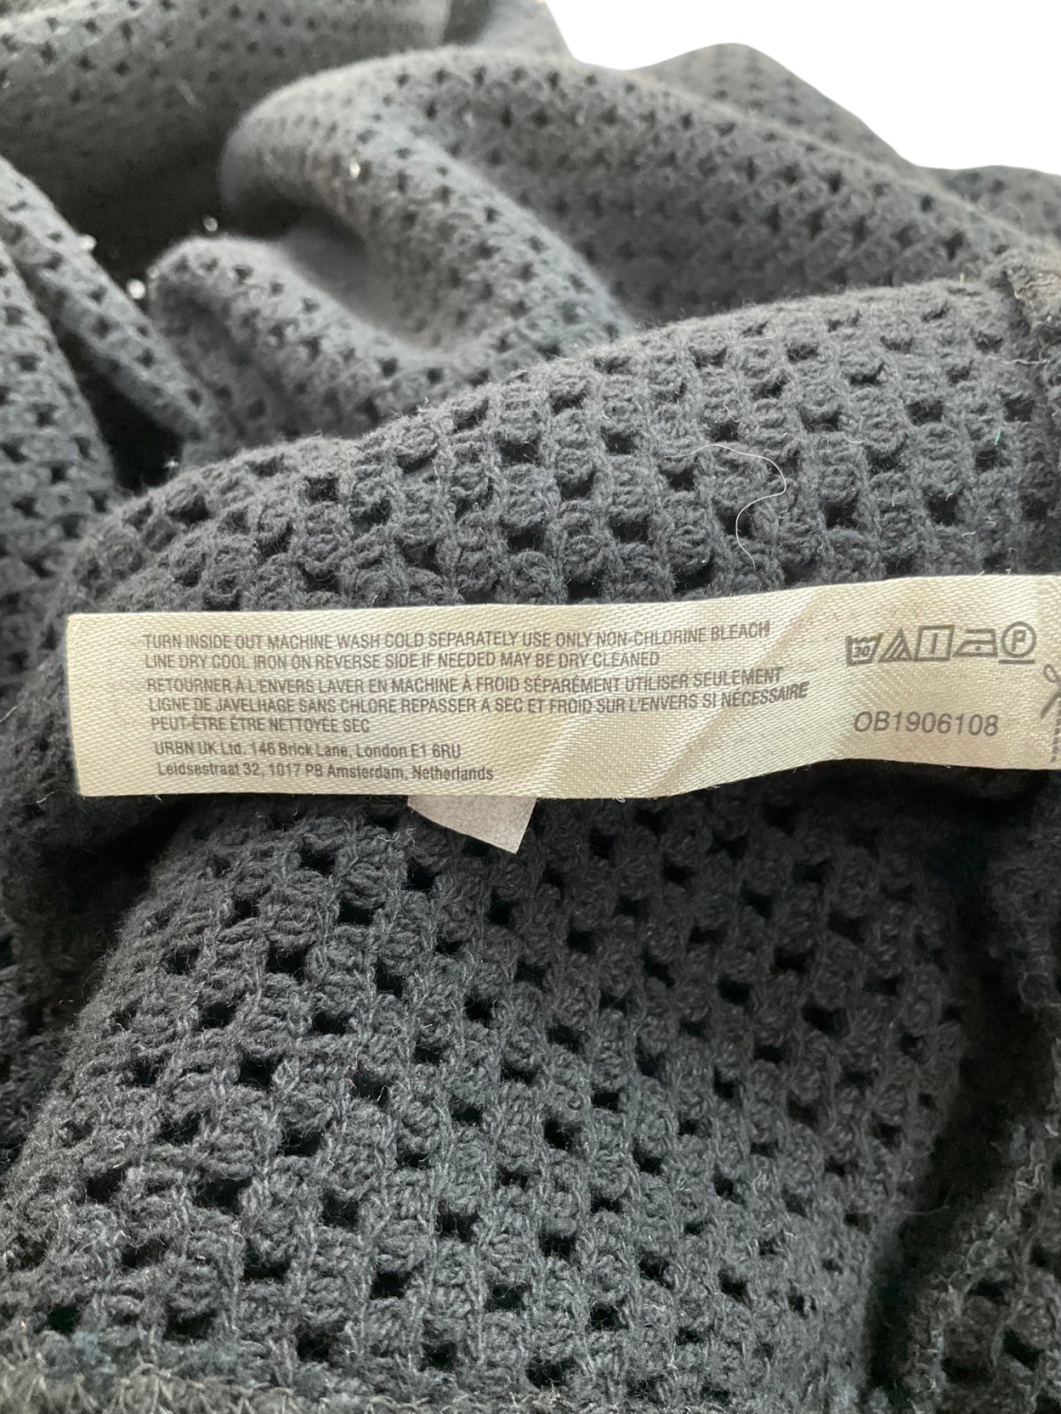 TURN INSIDE OUT MACHINE WASH COLD SEPARATELY USE ONLY NON-CHLORINE BLEACH
LINE DRY COOL IRON ON REVERSE SIDE IF NEEDED MAY BE DRY CLEANED
RETOURNER À L'ENVERS LAVER EN MACHINE À FROID SÉPARÉMENT UTILISER SEULEMENT
LIGNE DE JAVELHAGE SANS CHLORE REPASSER A SEC ET FROID SUR L'ENVERS SI NÉCESSAIRE
PEUT-ÊTRE ÊTRE NETTOYÉE SEC
URBN UK Ltd. 146 Brick Lane, London E1 6RU
Leidsestraat 32, 1017 PB Amsterdam, Netherlands
30 P
OB1906108